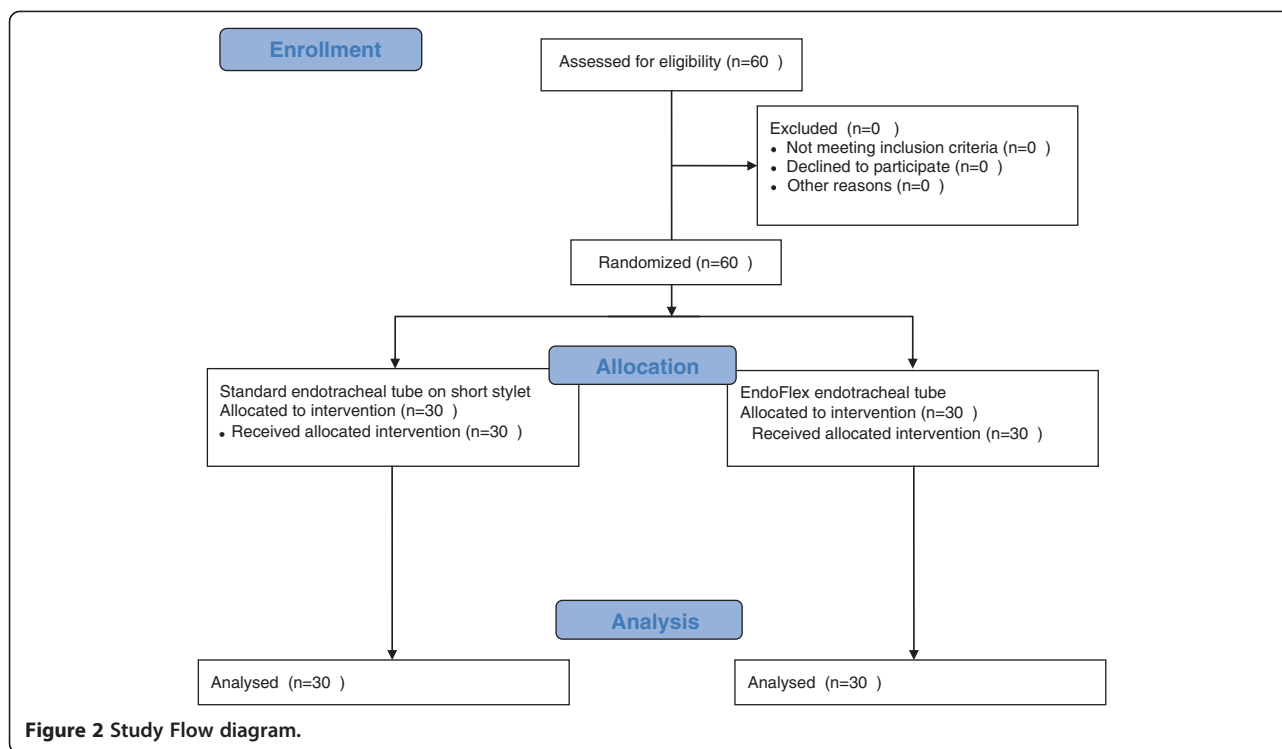 Enrollment
Assessed for eligibility (n=60 )
Excluded (n=0 )
• Not meeting inclusion criteria (n=0 )
• Declined to participate (n=0 )
• Other reasons (n=0 )
Randomized (n=60 )
Allocation
Standard endotracheal tube on short stylet
Allocated to intervention (n=30 )
• Received allocated intervention (n=30 )
EndoFlex endotracheal tube
Allocated to intervention (n=30 )
Received allocated intervention (n=30 )
Analysis
Analysed (n=30 )
Analysed (n=30 )
Figure 2 Study Flow diagram.